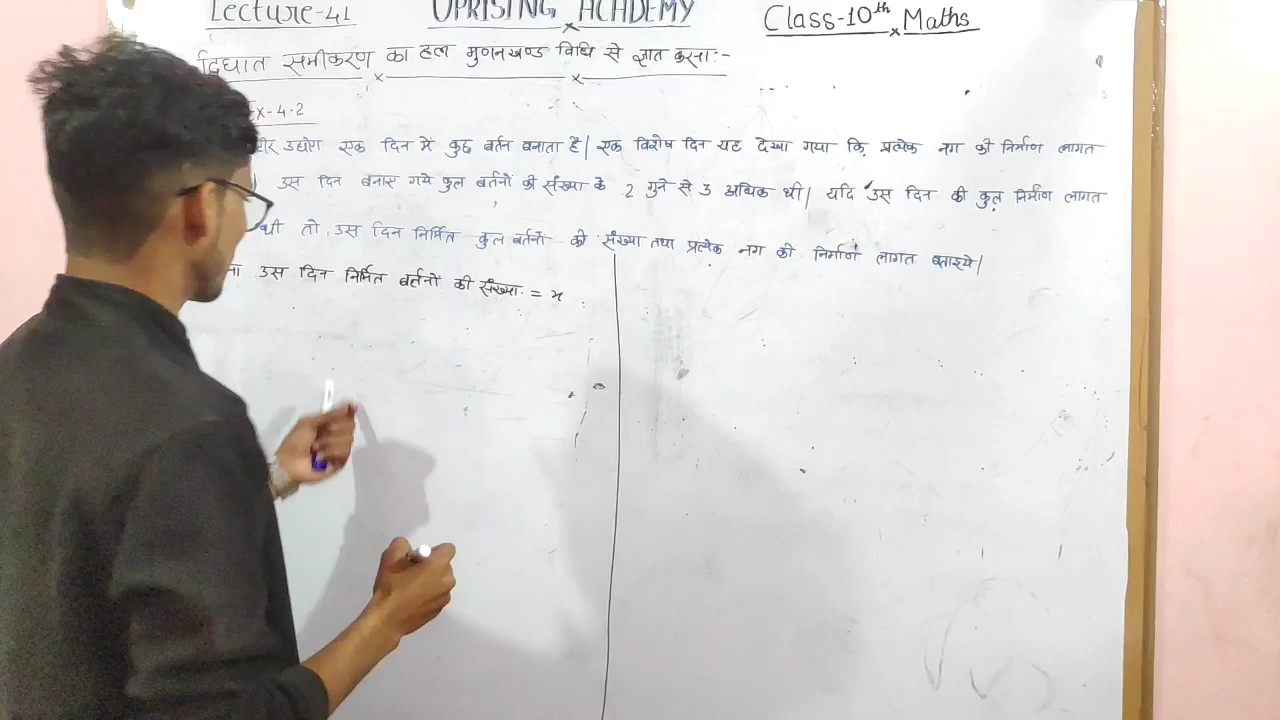 Lecture-41 UPRISING ACADEMY Class-10th Maths
द्विघात समीकरण का हल गुणनखण्ड विधि से ज्ञात करना:-
Ex-4.2
उद्योग एक दिन में कुछ बर्तन बनाता है| एक विशेष दिन यह देखा गया कि प्रत्येक नग की निर्माण लागत
उस दिन बनाए गये कुल बर्तनों की संख्या के 2 गुने से 3 अधिक थी| यदि उस दिन की कुल निर्माण लागत
थी तो, उस दिन निर्मित कुल बर्तनों की संख्या तथा प्रत्येक नग की निर्माण लागत बताइये|
उस दिन निर्मित बर्तनों की संख्या = x